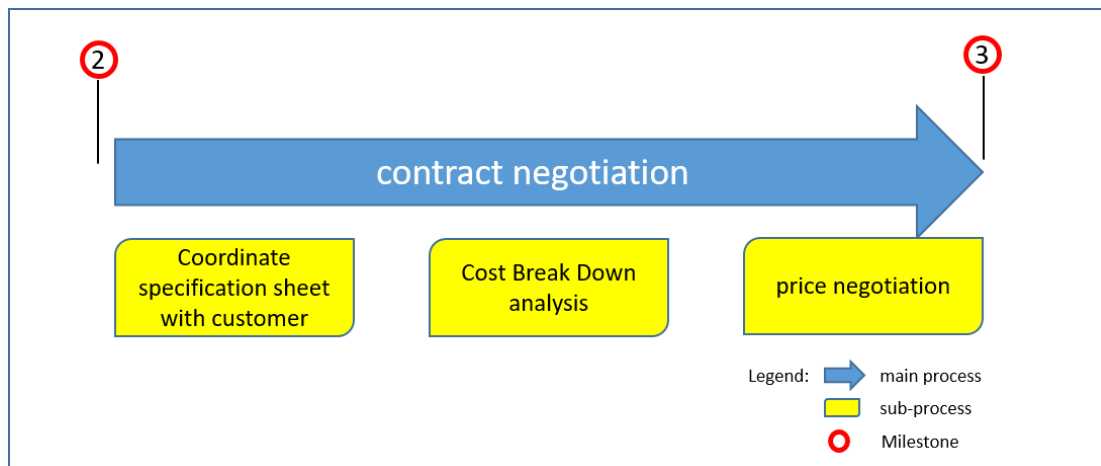 2
3
contract negotiation
Coordinate
specification sheet
with customer
Cost Break Down
analysis
price negotiation
Legend:
main process
sub-process
Milestone